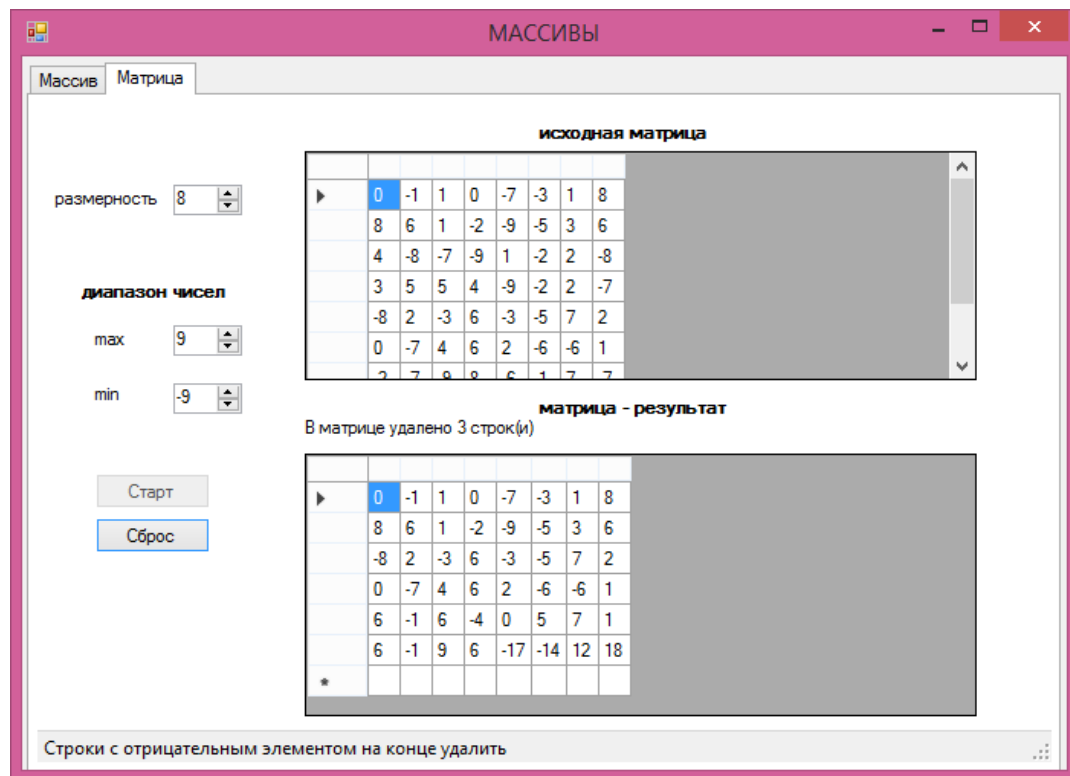 МАССИВЫ
Массив Матрица
исходная матрица
размерность 8
0 -1 1 0 -7 -3 1 8
8 6 1 -2 -9 -5 3 6
4 -8 -7 -9 1 -2 2 -8
3 5 5 4 -9 -2 2 -7
-8 2 -3 6 -3 -5 7 2
0 -7 4 6 2 -6 -6 1
диапазон чисел
max 9
min -9
матрица - результат
В матрице удалено 3 строк(и)
0 -1 1 0 -7 -3 1 8
8 6 1 -2 -9 -5 3 6
-8 2 -3 6 -3 -5 7 2
0 -7 4 6 2 -6 -6 1
6 -1 6 -4 0 5 7 1
6 -1 9 6 -17 -14 12 18
*
Старт
Сброс
Строки с отрицательным элементом на конце удалить